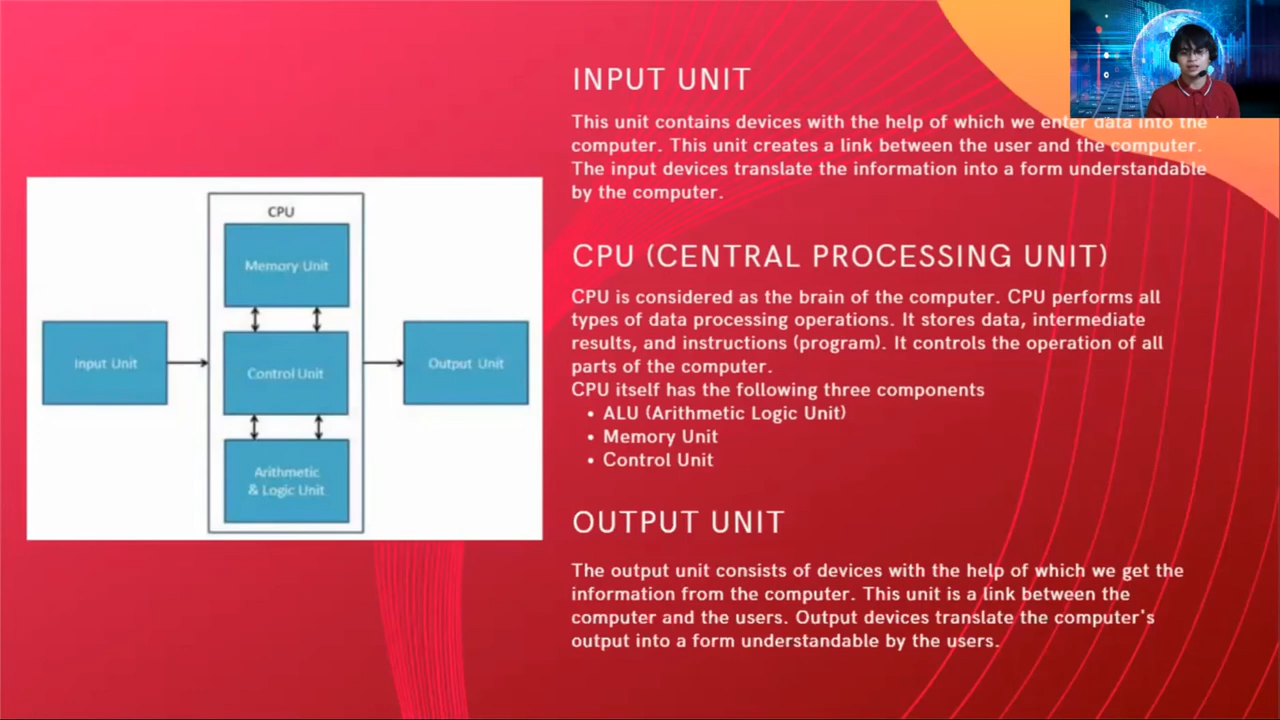 CPU
Memory Unit
Input Unit
Control Unit
Output Unit
Arithmetic
& Logic Unit
INPUT UNIT
This unit contains devices with the help of which we enter data into the
computer. This unit creates a link between the user and the computer.
The input devices translate the information into a form understandable
by the computer.
CPU (CENTRAL PROCESSING UNIT)
CPU is considered as the brain of the computer. CPU performs all
types of data processing operations. It stores data, intermediate
results, and instructions (program). It controls the operation of all
parts of the computer.
CPU itself has the following three components
• ALU (Arithmetic Logic Unit)
• Memory Unit
• Control Unit
OUTPUT UNIT
The output unit consists of devices with the help of which we get the
information from the computer. This unit is a link between the
computer and the users. Output devices translate the computer's
output into a form understandable by the users.